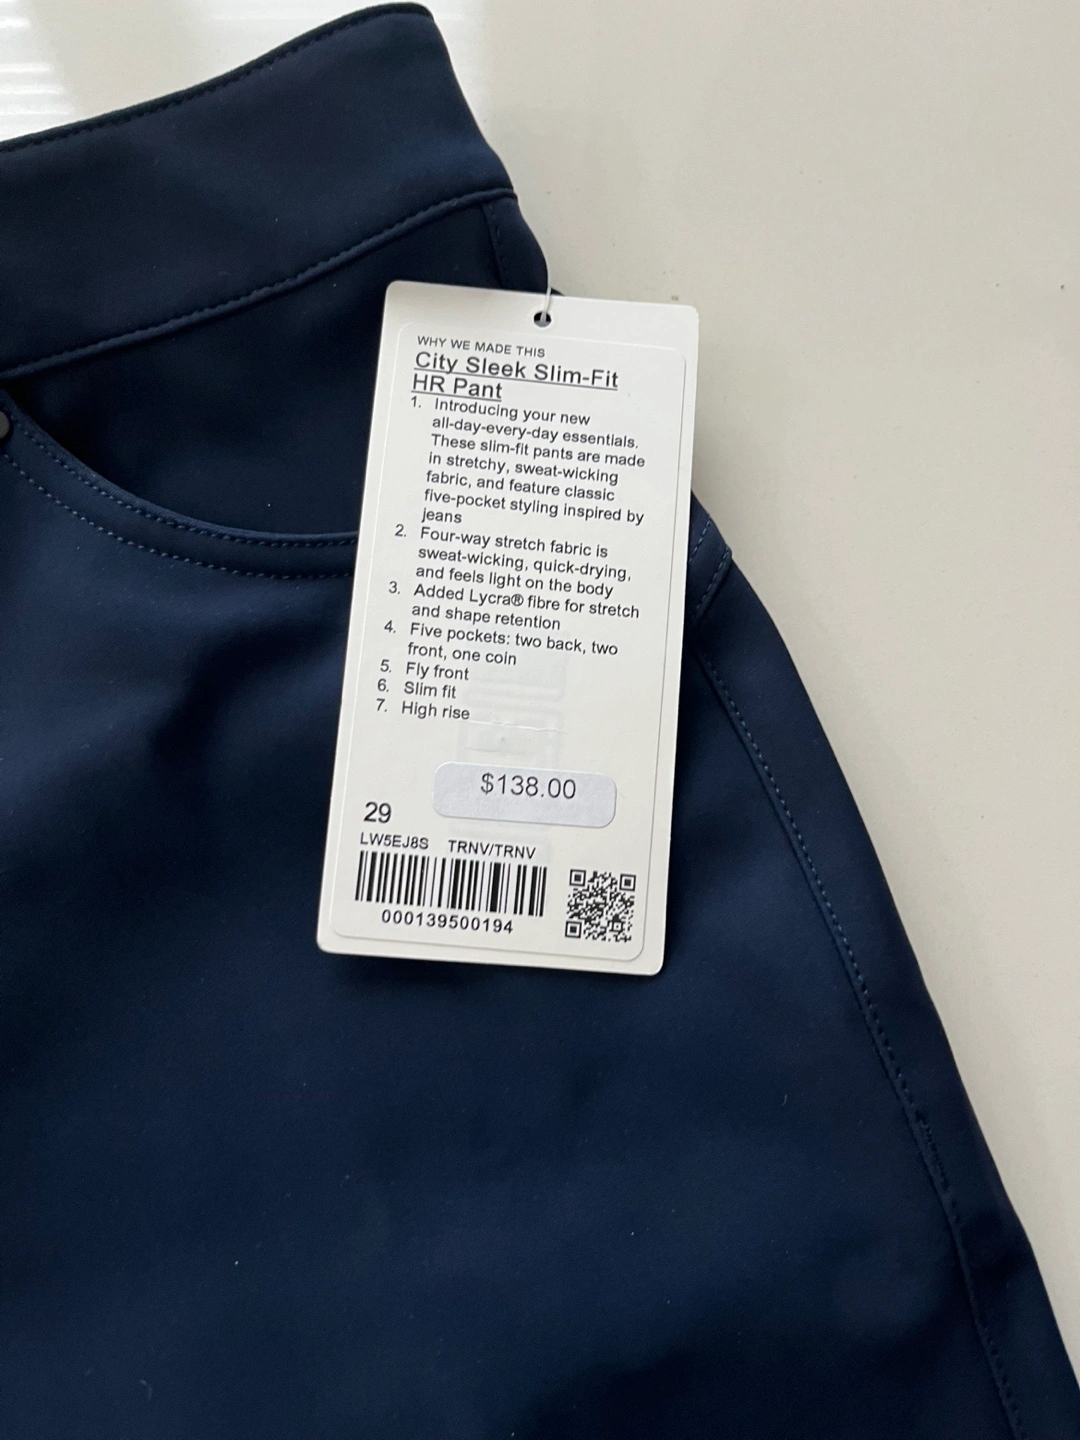 WHY WE MADE THIS
City Sleek Slim-Fit
HR Pant
1. Introducing your new
all-day-every-day essentials.
These slim-fit pants are made
in stretchy, sweat-wicking
fabric, and feature classic
five-pocket styling inspired by
jeans
2. Four-way stretch fabric is
sweat-wicking, quick-drying,
and feels light on the body
3. Added Lycra® fibre for stretch
and shape retention
4. Five pockets: two back, two
front, one coin
5. Fly front
6. Slim fit
7. High rise
$138.00
29
LW5EJ8S TRNV/TRNV
000139500194